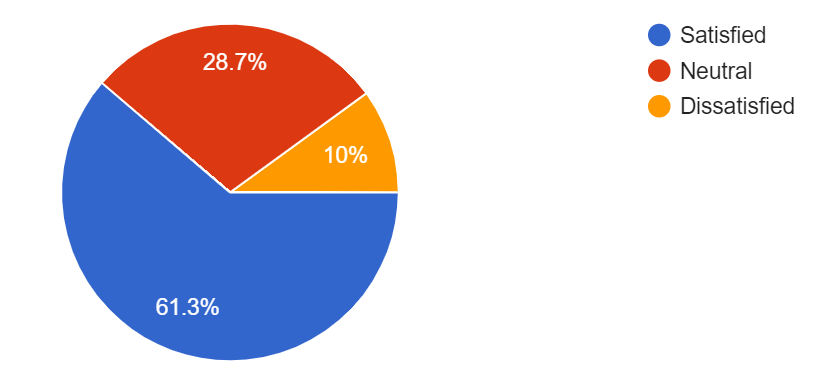 28.7%
10%
61.3%
Satisfied
Neutral
Dissatisfied